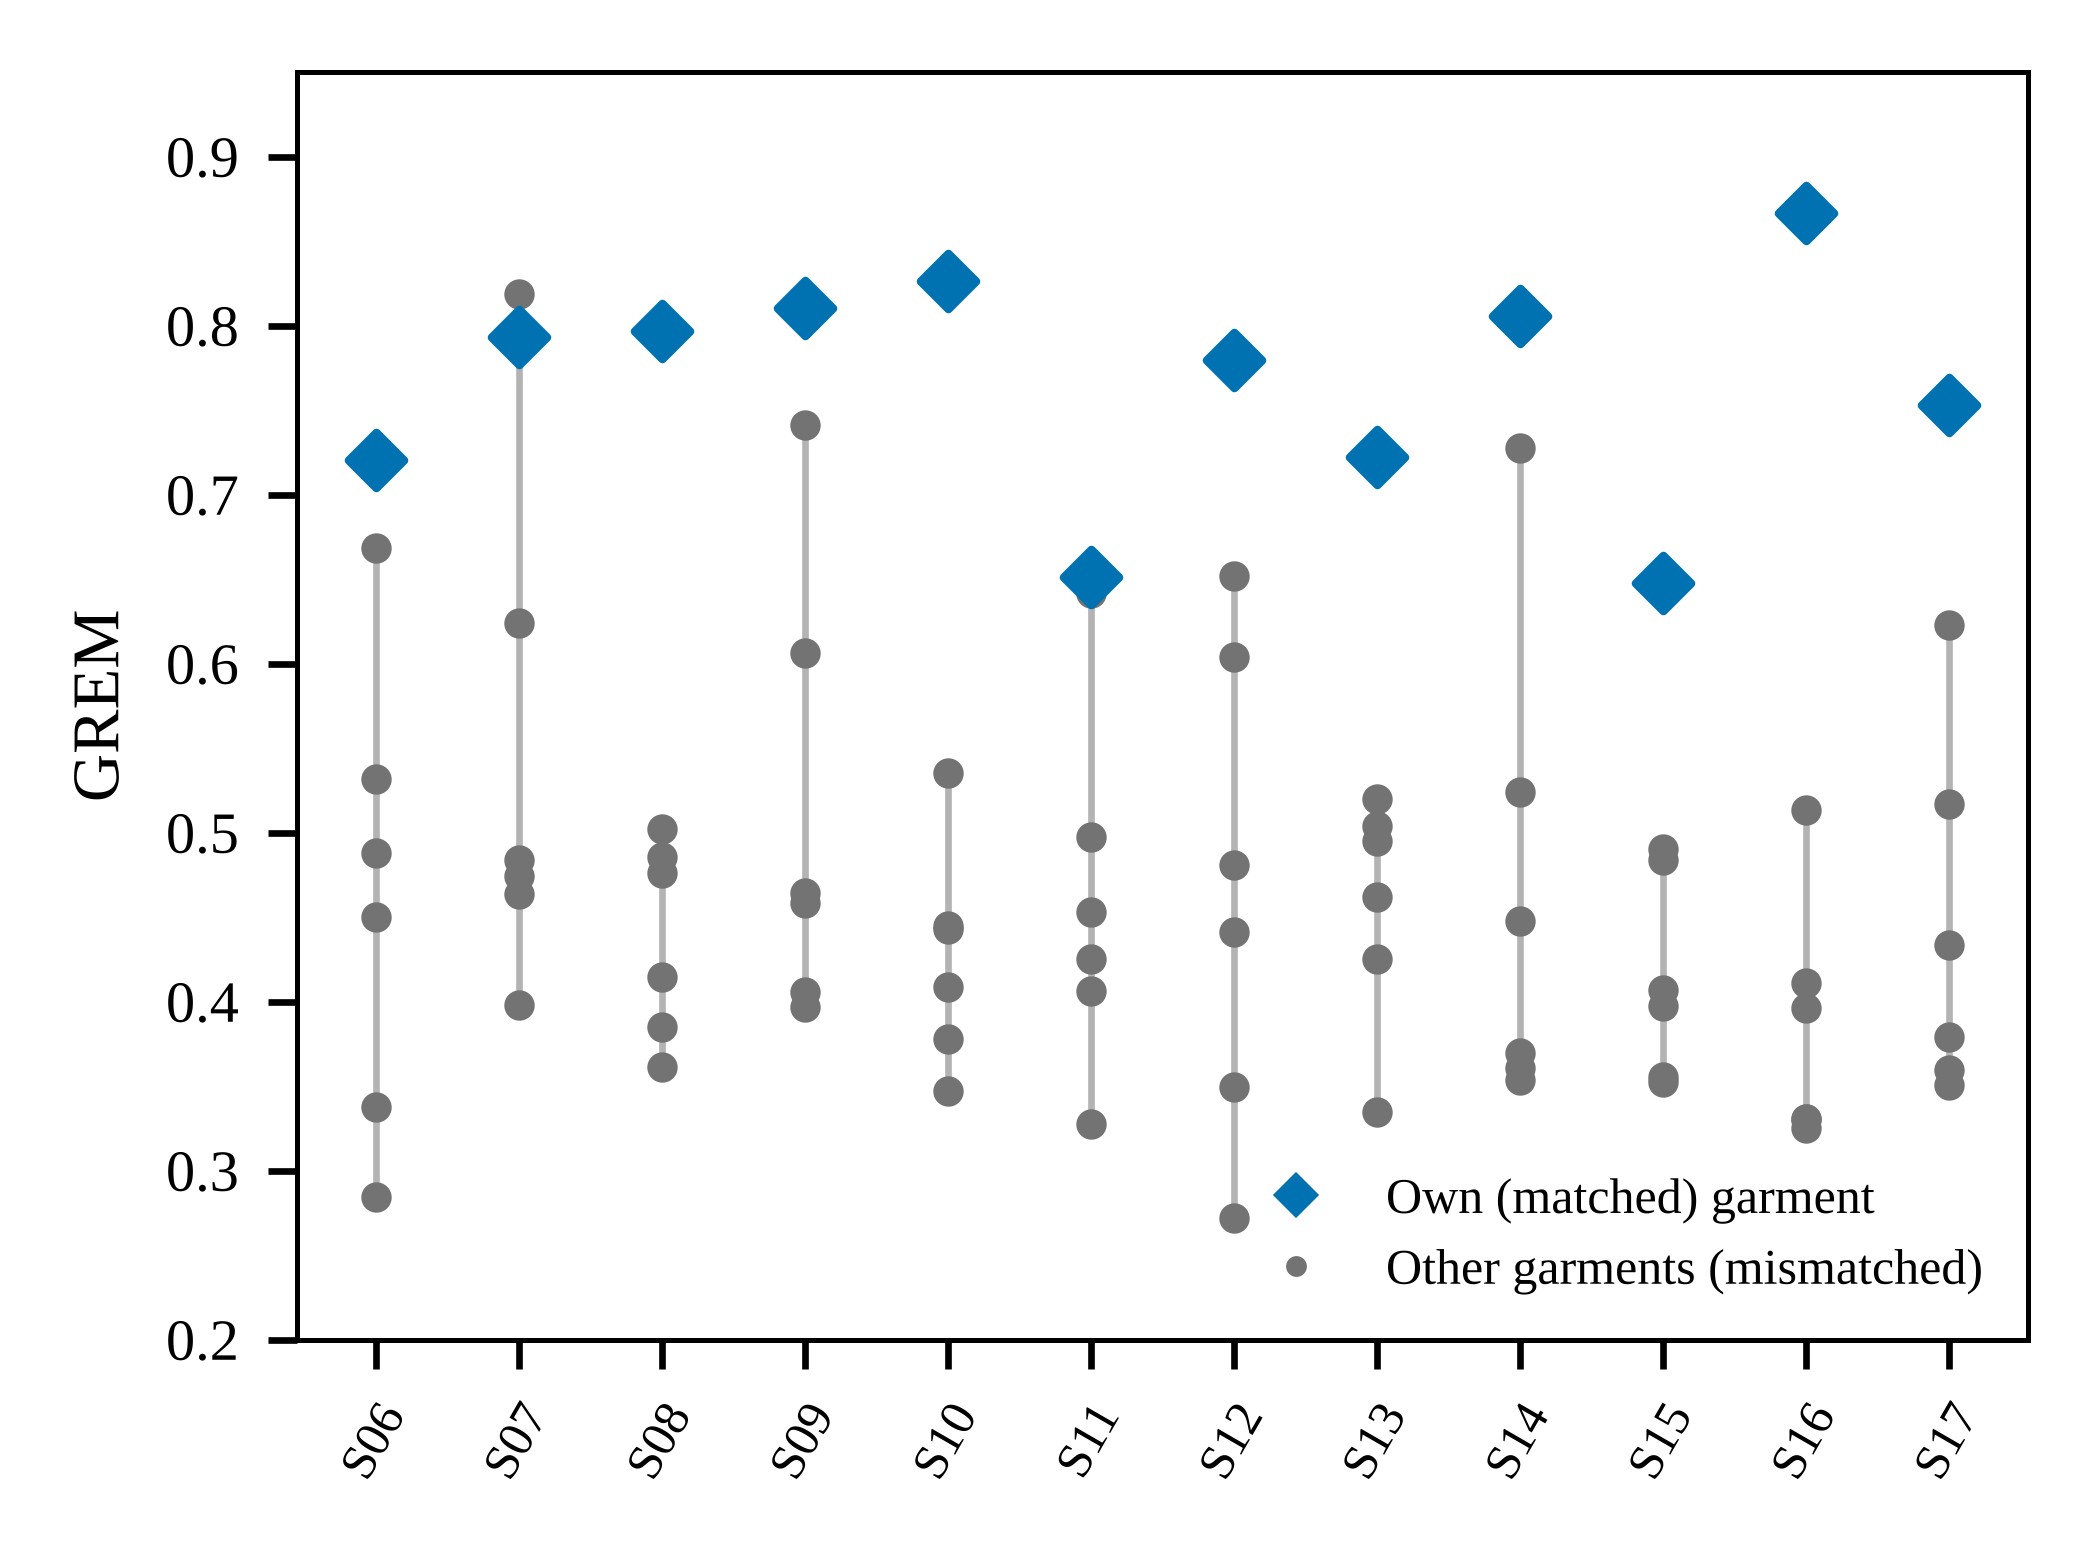 0.9
0.8
0.7
0.6
0.5
0.4
0.3
0.2
GREM
Own (matched) garment
Other garments (mismatched)
S06
S07
S08
S09
S10
S11
S12
S13
S14
S15
S16
S17